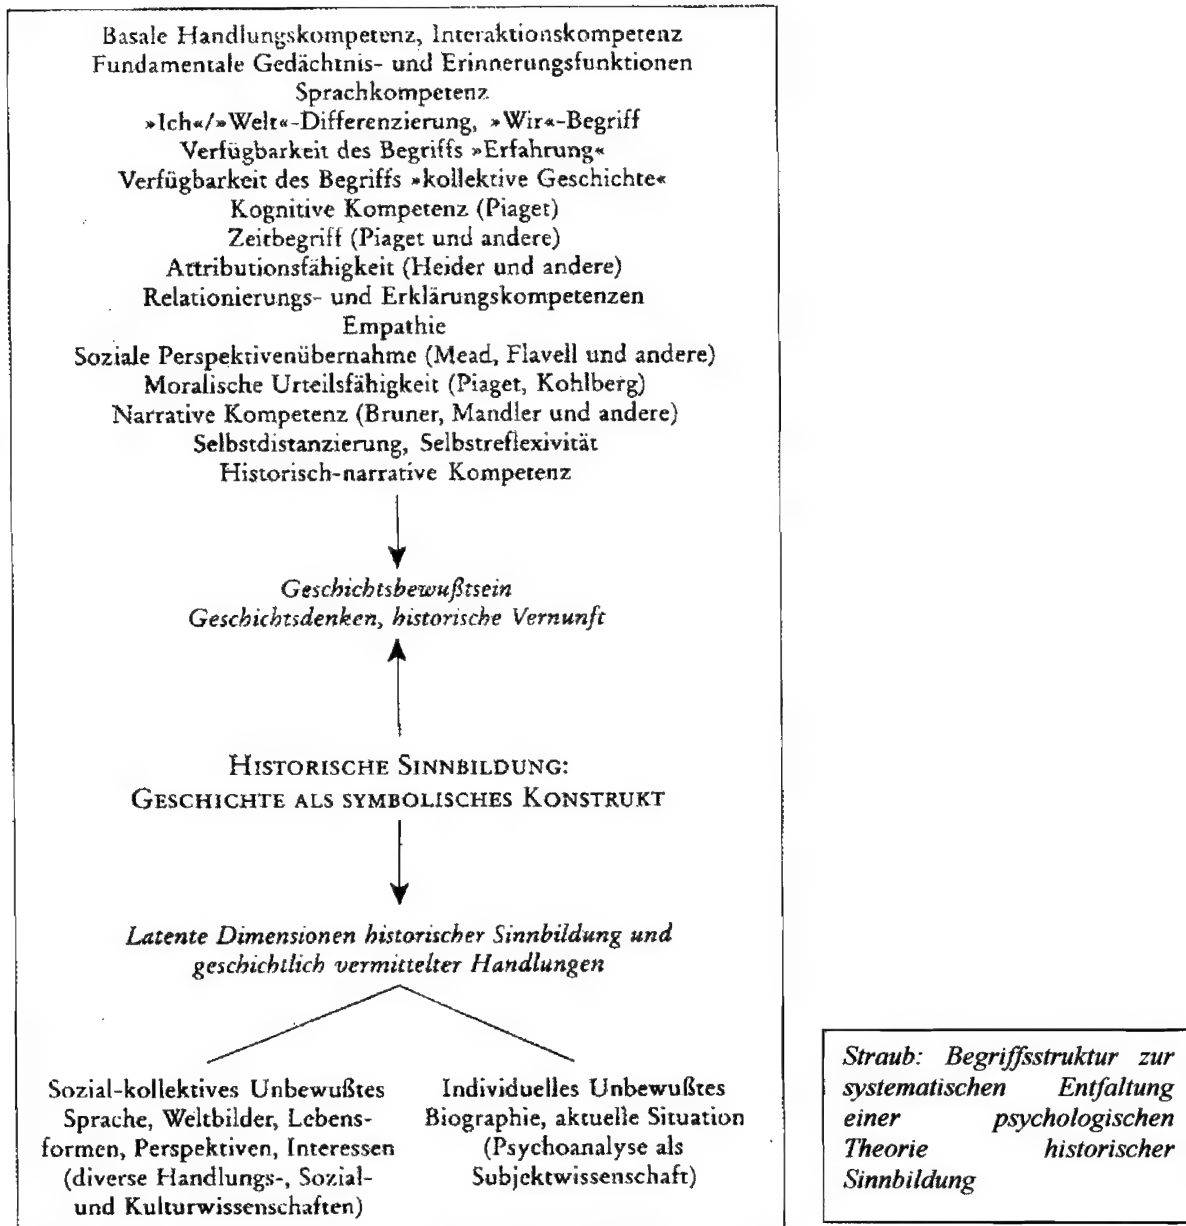 Basale Handlungskompetenz, Interaktionskompetenz
Fundamentale Gedächtnis- und Erinnerungsfunktionen
Sprachkompetenz
»Ich«/»Welt«-Differenzierung, »Wir«-Begriff
Verfügbarkeit des Begriffs »Erfahrung«
Verfügbarkeit des Begriffs »kollektive Geschichte«
Kognitive Kompetenz (Piaget)
Zeitbegriff (Piaget und andere)
Attributionsfähigkeit (Heider und andere)
Relationierungs- und Erklärungskompetenzen
Empathie
Soziale Perspektivenübernahme (Mead, Flavell und andere)
Moralische Urteilsfähigkeit (Piaget, Kohlberg)
Narrative Kompetenz (Bruner, Mandler und andere)
Selbstdistanzierung, Selbstreflexivität
Historisch-narrative Kompetenz
Geschichtsbewußtsein
Geschichtsdenken, historische Vernunft
HISTORISCHE SINNBILDUNG:
GESCHICHTE ALS SYMBOLISCHES KONSTRUKT
Latente Dimensionen historischer Sinnbildung und
geschichtlich vermittelter Handlungen
Sozial-kollektives Unbewußtes
Sprache, Weltbilder, Lebens-
formen, Perspektiven, Interessen
(diverse Handlungs-, Sozial-
und Kulturwissenschaften)
Individuelles Unbewußtes
Biographie, aktuelle Situation
(Psychoanalyse als
Subjektwissenschaft)
Straub: Begriffsstruktur zur
systematischen Entfaltung
einer psychologischen
Theorie historischer
Sinnbildung